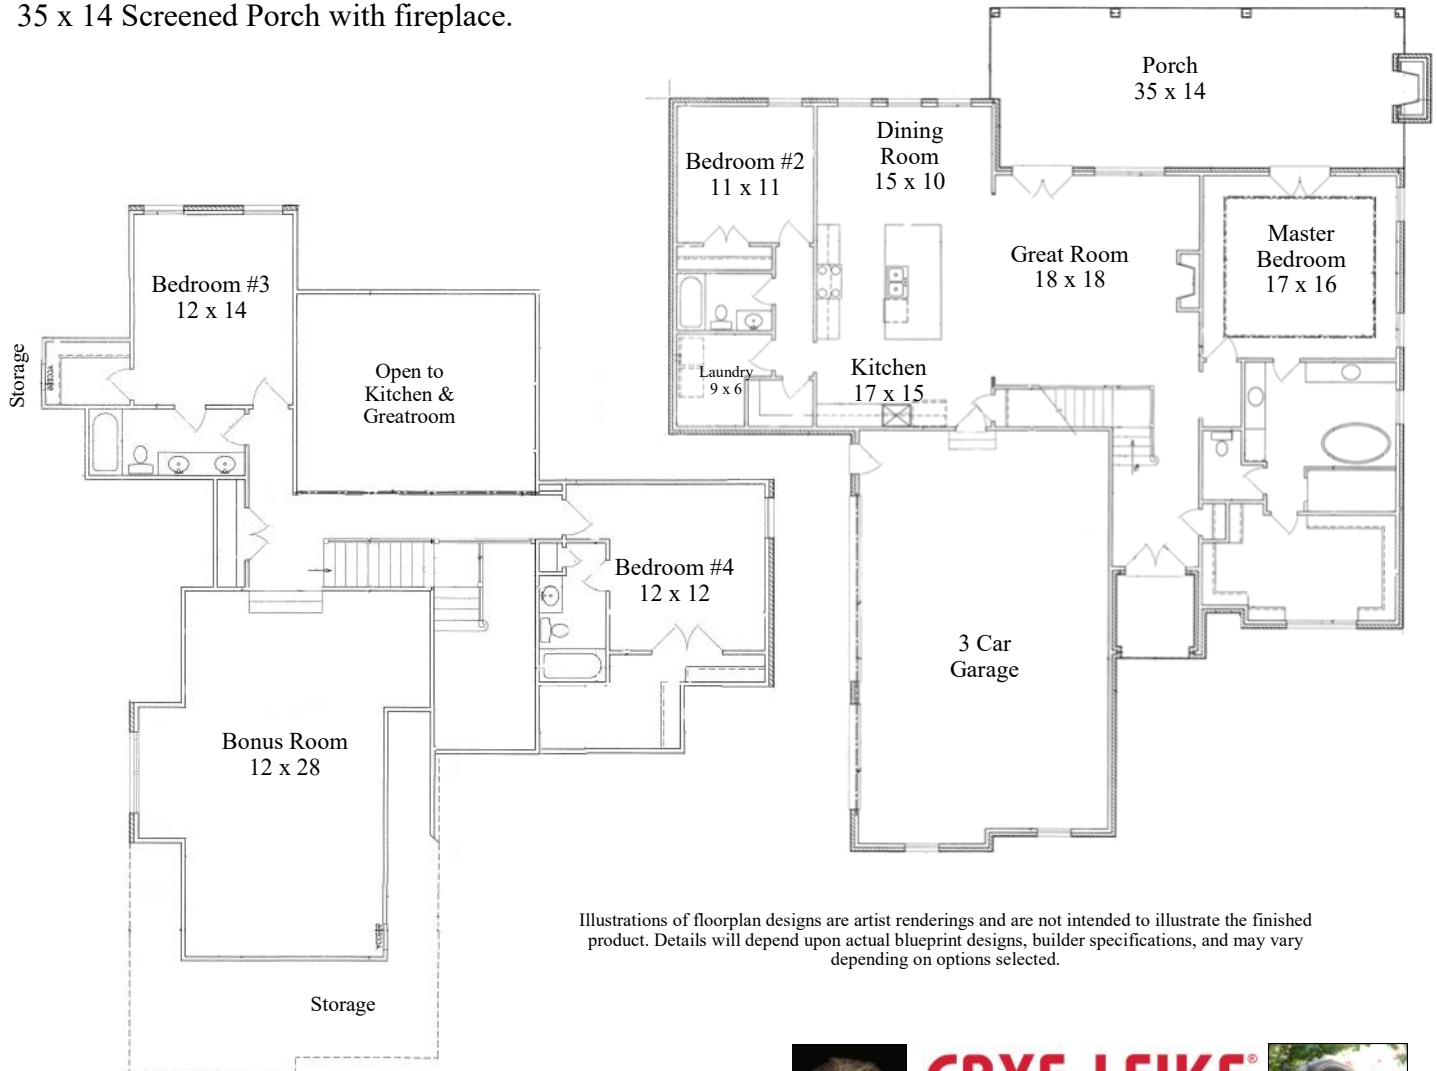 35 x 14 Screened Porch with fireplace.
Porch
35 x 14
Dining
Room
15 x 10
Bedroom #2
11 x 11
Great Room
18 x 18
Master
Bedroom
17 x 16
Laundry
9 x 6
Kitchen
17 x 15
3 Car
Garage
Bedroom #3
12 x 14
Storage
Open to
Kitchen &
Greatroom
Bedroom #4
12 x 12
Bonus Room
12 x 28
Storage
Illustrations of floorplan designs are artist renderings and are not intended to illustrate the finished
product. Details will depend upon actual blueprint designs, builder specifications, and may vary
depending on options selected.
CRYE-LEIKE®